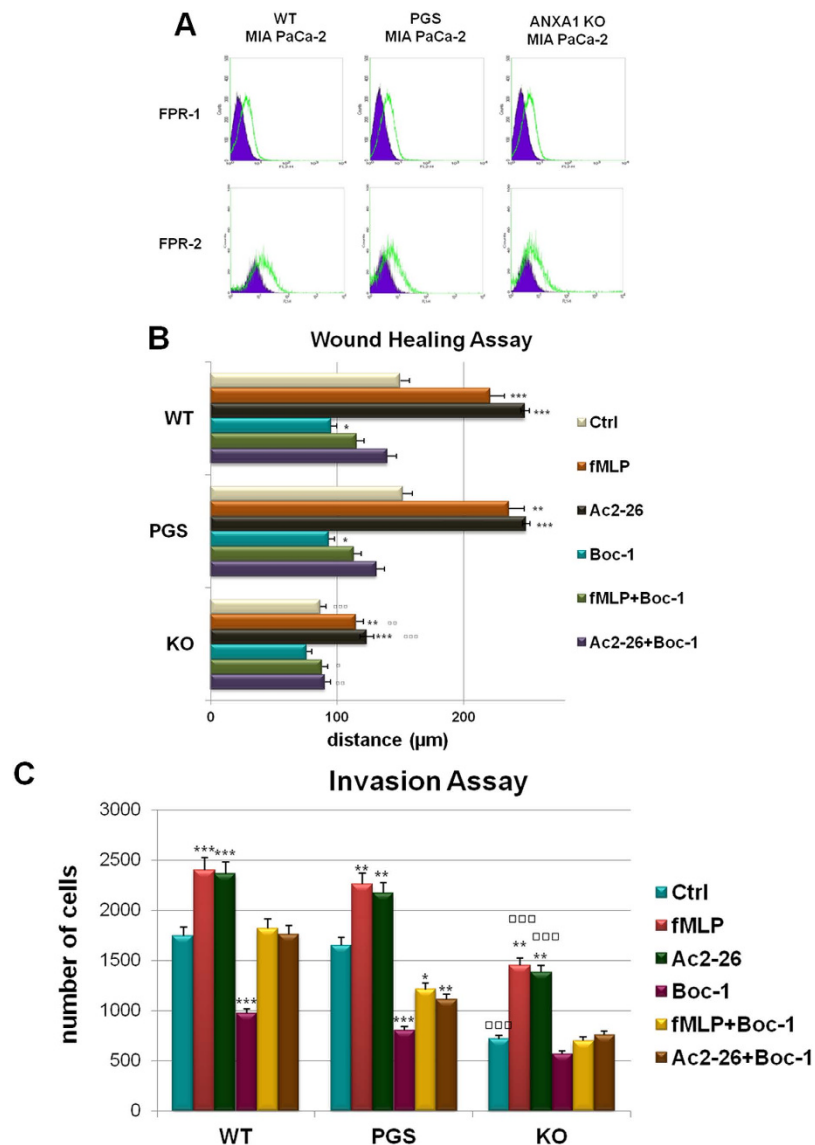 A
WT
MIA PaCa-2
PGS
MIA PaCa-2
ANXA1 KO
MIA PaCa-2
FPR-1
Counts
FPR-2
Counts
B
Wound Healing Assay
WT
***
***
*
PGS
**
***
*
KO
▫▫▫
** ▫▫
*** ▫▫▫
▫
▫▫
0 100 200
distance (µm)
Ctrl
fMLP
Ac2-26
Boc-1
fMLP+Boc-1
Ac2-26+Boc-1
C
Invasion Assay
number of cells
3000
2500
2000
1500
1000
500
0
*** ***
***
** **
***
* **
□□□
□□□
** **
□□□
WT PGS KO
Ctrl
fMLP
Ac2-26
Boc-1
fMLP+Boc-1
Ac2-26+Boc-1